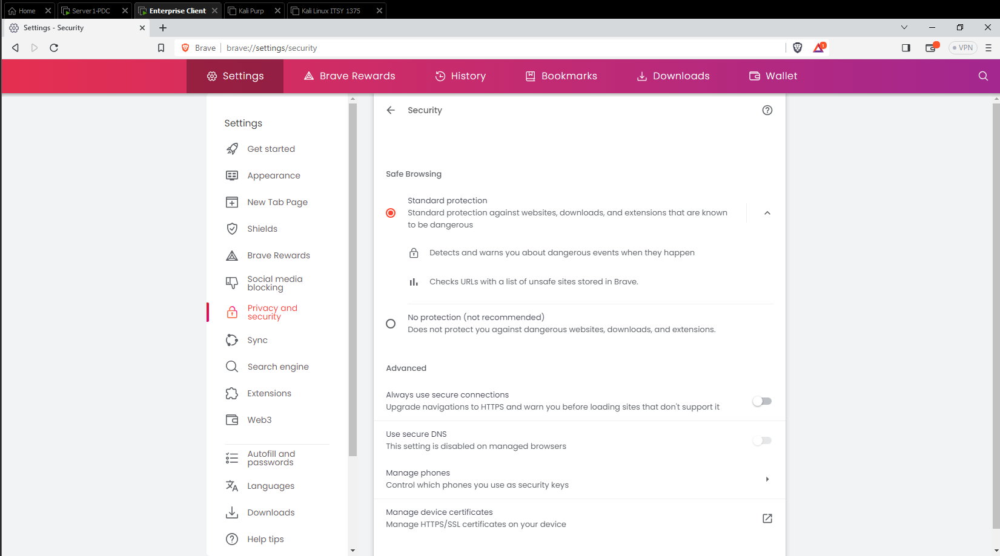 Home
Server1-PDC
Enterprise Client
Kali Purp
Kali Linux ITSY 1375
Settings - Security
Brave
brave://settings/security
1
VPN
Settings
Brave Rewards
History
Bookmarks
Downloads
Wallet
Settings
Get started
Appearance
New Tab Page
Shields
Brave Rewards
Social media
blocking
Privacy and
security
Sync
Search engine
Extensions
Web3
Autofill and
passwords
Languages
Downloads
Help tips
Security
Safe Browsing
Standard protection
Standard protection against websites, downloads, and extensions that are known
to be dangerous
Detects and warns you about dangerous events when they happen
Checks URLs with a list of unsafe sites stored in Brave.
No protection (not recommended)
Does not protect you against dangerous websites, downloads, and extensions.
Advanced
Always use secure connections
Upgrade navigations to HTTPS and warn you before loading sites that don't support it
Use secure DNS
This setting is disabled on managed browsers
Manage phones
Control which phones you use as security keys
Manage device certificates
Manage HTTPS/SSL certificates on your device